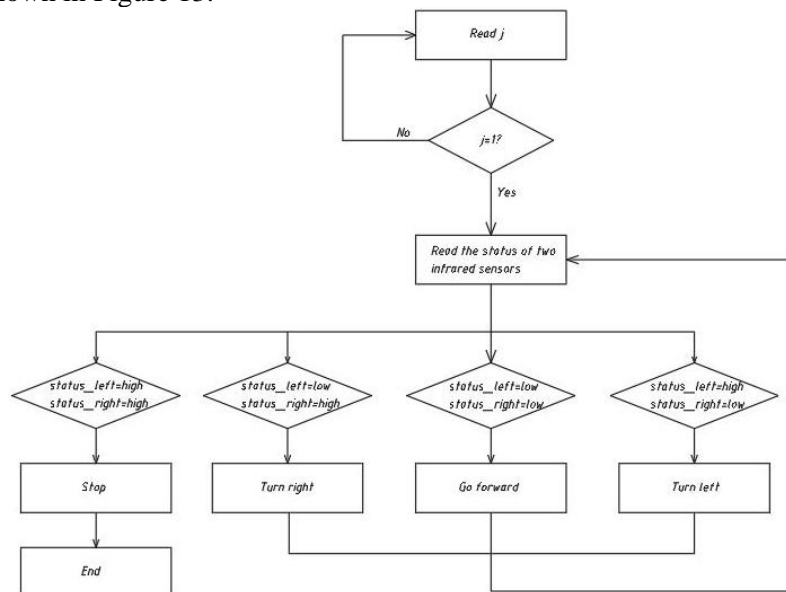 Read j
No
j=1?
Yes
Read the status of two
infrared sensors
status_left=high
status_right=high
status_left=low
status_right=high
status_left=low
status_right=low
status_left=high
status_right=low
Stop
Turn right
Go forward
Turn left
End